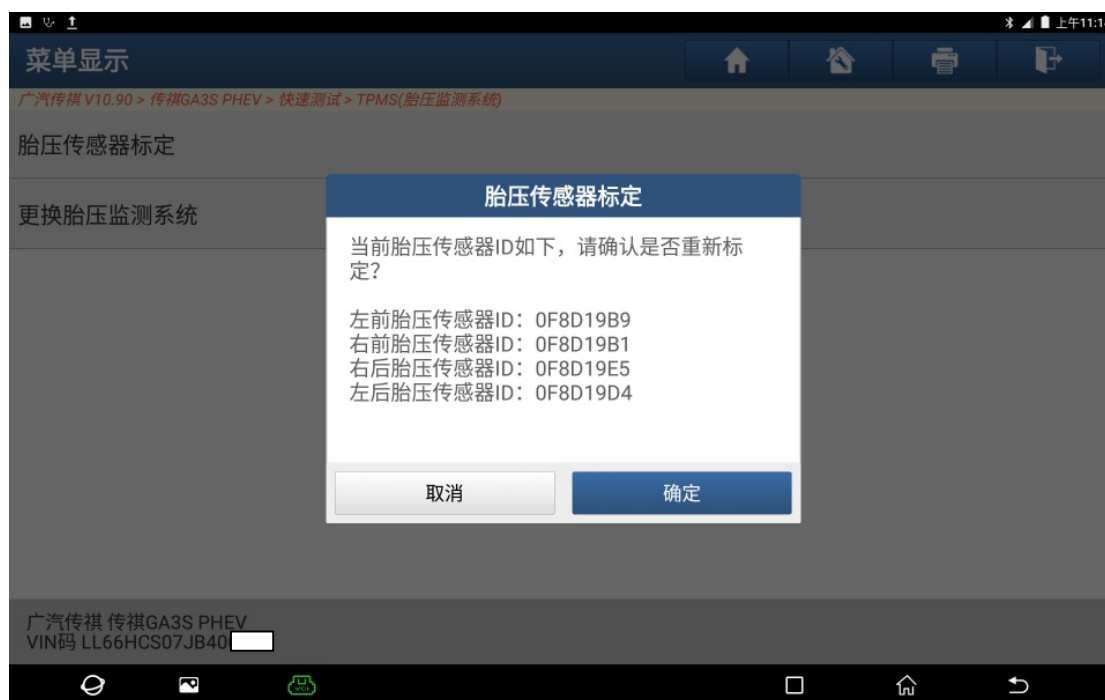 上午11:1
菜单显示
广汽传祺 V10.90 > 传祺GA3S PHEV > 快速测试 > TPMS(胎压监测系统)
胎压传感器标定
更换胎压监测系统
胎压传感器标定
当前胎压传感器ID如下，请确认是否重新标
定？
左前胎压传感器ID：0F8D19B9
右前胎压传感器ID：0F8D19B1
右后胎压传感器ID：0F8D19E5
左后胎压传感器ID：0F8D19D4
取消
确定
广汽传祺 传祺GA3S PHEV
VIN码 LL66HCS07JB40
VCI